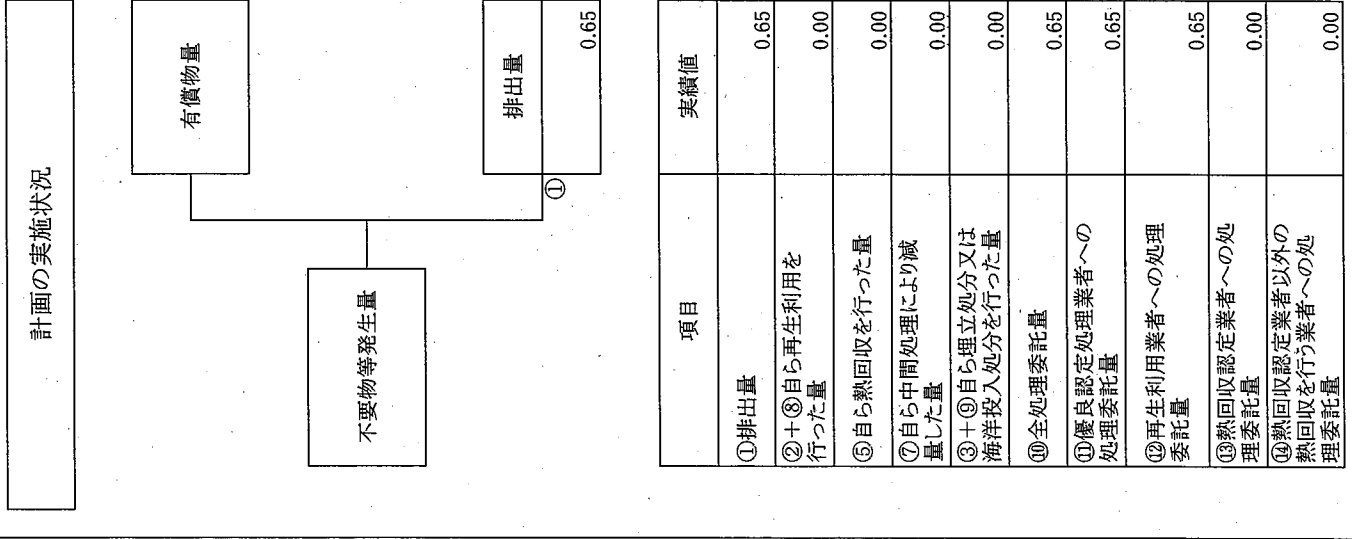 計画の実施状況
有償物量
不要物等発生量
排出量
①
0.65
項目
実績値
①排出量
0.65
②+⑧自ら再生利用を
行った量
0.00
⑤自ら熱回収を行った量
0.00
⑦自ら中間処理により減
量した量
0.00
③+⑨自ら埋立処分又は
海洋投入処分を行った量
0.00
⑩全処理委託量
0.65
⑪優良認定処理業者への
処理委託量
0.65
⑫再生利用業者への処理
委託量
0.65
⑬熱回収認定業者への処
理委託量
0.00
⑭熱回収認定業者以外の
熱回収を行う業者への処
理委託量
0.00